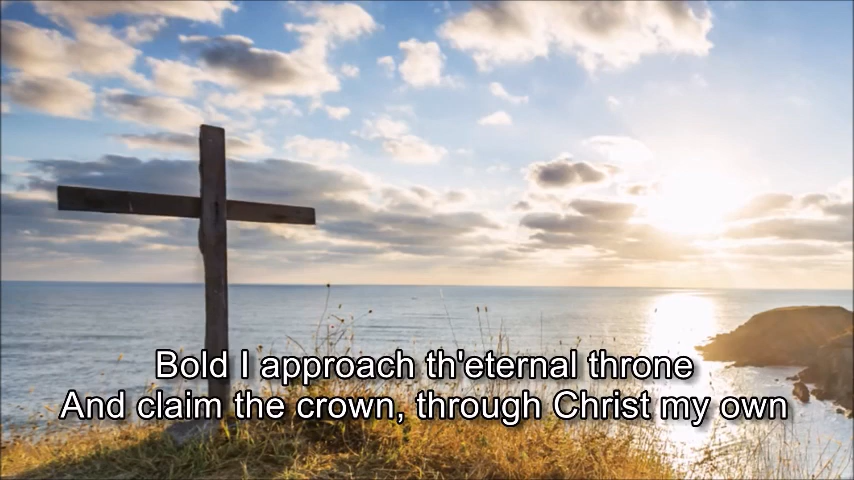 Bold I approach th'eternal throne
And claim the crown, through Christ my own